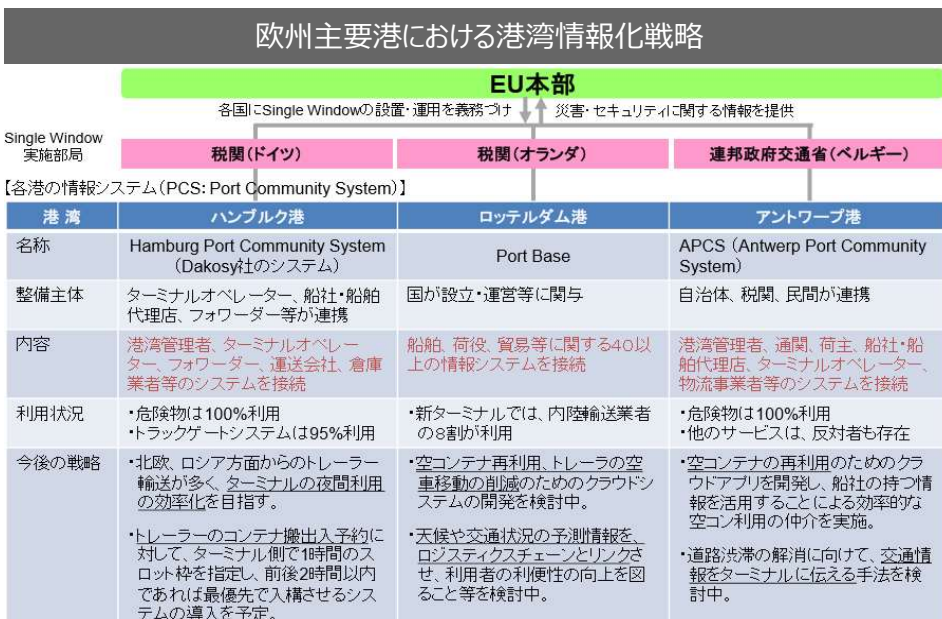 欧州主要港における港湾情報化戦略
EU本部
各国にSingle Windowの設置・運用を義務づけ
災害・セキュリティに関する情報を提供
Single Window
実施部局
税関(ドイツ)
税関(オランダ)
連邦政府交通省(ベルギー)
【各港の情報システム(PCS: Port Community System)】
港 湾
ハンブルク港
ロッテルダム港
アントワープ港
名称
Hamburg Port Community System
(Dakosy社のシステム)
Port Base
APCS (Antwerp Port Community
System)
整備主体
ターミナルオペレーター、船社・船舶
代理店、フォワーダー等が連携
国が設立・運営等に関与
自治体、税関、民間が連携
内容
港湾管理者、ターミナルオペレー
ター、フォワーダー、運送会社、倉庫
業者等のシステムを接続
船舶、荷役、貿易等に関する40以
上の情報システムを接続
港湾管理者、通関、荷主、船社・船
舶代理店、ターミナルオペレーター、
物流事業者等のシステムを接続
利用状況
・危険物は100%利用
・トラックゲートシステムは95%利用
・新ターミナルでは、内陸輸送業者
の8割が利用
・危険物は100%利用
・他のサービスは、反対者も存在
今後の戦略
・北欧、ロシア方面からのトレーラー
輸送が多く、ターミナルの夜間利用
の効率化を目指す。
・トレーラーのコンテナ搬出入予約に
対して、ターミナル側で1時間のス
ロット枠を指定し、前後2時間以内
であれば最優先で入構させるシス
テムの導入を予定。
・空コンテナ再利用、トレーラの空
車移動の削減のためのクラウドシ
ステムの開発を検討中。
・天候や交通状況の予測情報を、
ロジスティクスチェーンとリンクさ
せ、利用者の利便性の向上を図
ること等を検討中。
・空コンテナの再利用のためのクラ
ウドアプリを開発し、船社の持つ情
報を活用することによる効率的な
空コン利用の仲介を実施。
・道路渋滞の解消に向けて、交通情
報をターミナルに伝える手法を検
討中。